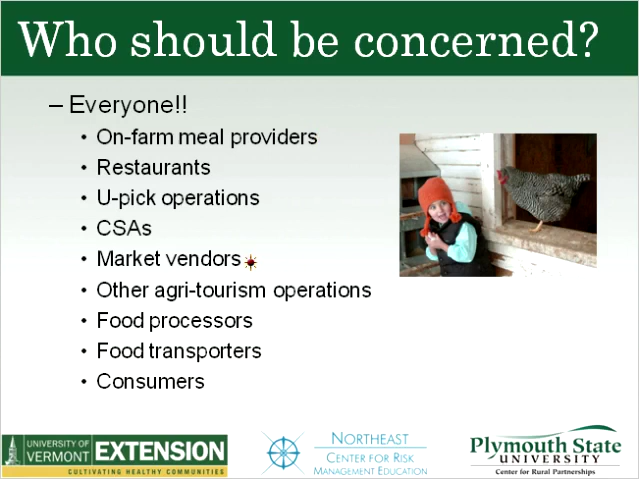 Who should be concerned?
– Everyone!!
• On-farm meal providers
• Restaurants
• U-pick operations
• CSAs
• Market vendors
• Other agri-tourism operations
• Food processors
• Food transporters
• Consumers
UNIVERSITY OF
VERMONT
EXTENSION
CULTIVATING HEALTHY COMMUNITIES
NORTHEAST
CENTER FOR RISK
MANAGEMENT EDUCATION
Plymouth State
UNIVERSITY
Center for Rural Partnerships